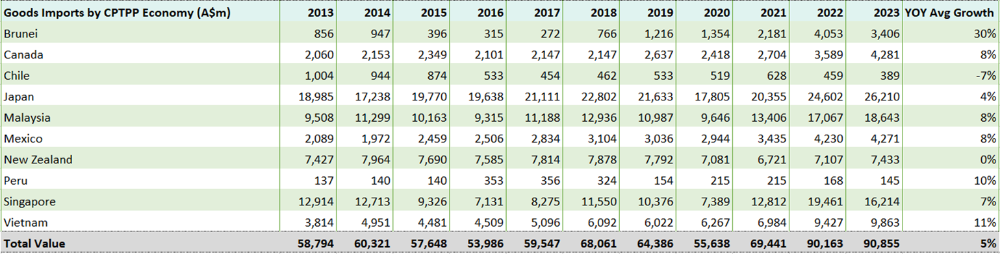 Goods Imports by CPTPP Economy (A$m) 2013 2014 2015 2016 2017 2018 2019 2020 2021 2022 2023 YOY Avg Growth
Brunei 856 947 396 315 272 766 1,216 1,354 2,181 4,053 3,406 30%
Canada 2,060 2,153 2,349 2,101 2,147 2,147 2,637 2,418 2,704 3,589 4,281 8%
Chile 1,004 944 874 533 454 462 533 519 628 459 389 -7%
Japan 18,985 17,238 19,770 19,638 21,111 22,802 21,633 17,805 20,355 24,602 26,210 4%
Malaysia 9,508 11,299 10,163 9,315 11,188 12,936 10,987 9,646 13,406 17,067 18,643 8%
Mexico 2,089 1,972 2,459 2,506 2,834 3,104 3,036 2,944 3,435 4,230 4,271 8%
New Zealand 7,427 7,964 7,690 7,585 7,814 7,878 7,792 7,081 6,721 7,107 7,433 0%
Peru 137 140 140 353 356 324 154 215 215 168 145 10%
Singapore 12,914 12,713 9,326 7,131 8,275 11,550 10,376 7,389 12,812 19,461 16,214 7%
Vietnam 3,814 4,951 4,481 4,509 5,096 6,092 6,022 6,267 6,984 9,427 9,863 11%
Total Value 58,794 60,321 57,648 53,986 59,547 68,061 64,386 55,638 69,441 90,163 90,855 5%